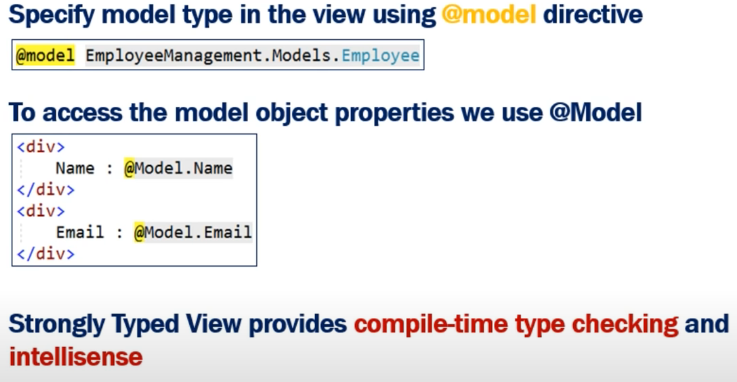 Specify model type in the view using @model directive
@model EmployeeManagement.Models.Employee
To access the model object properties we use @Model
<div>
Name : @Model.Name
</div>
<div>
Email : @Model.Email
</div>
Strongly Typed View provides compile-time type checking and
intellisense